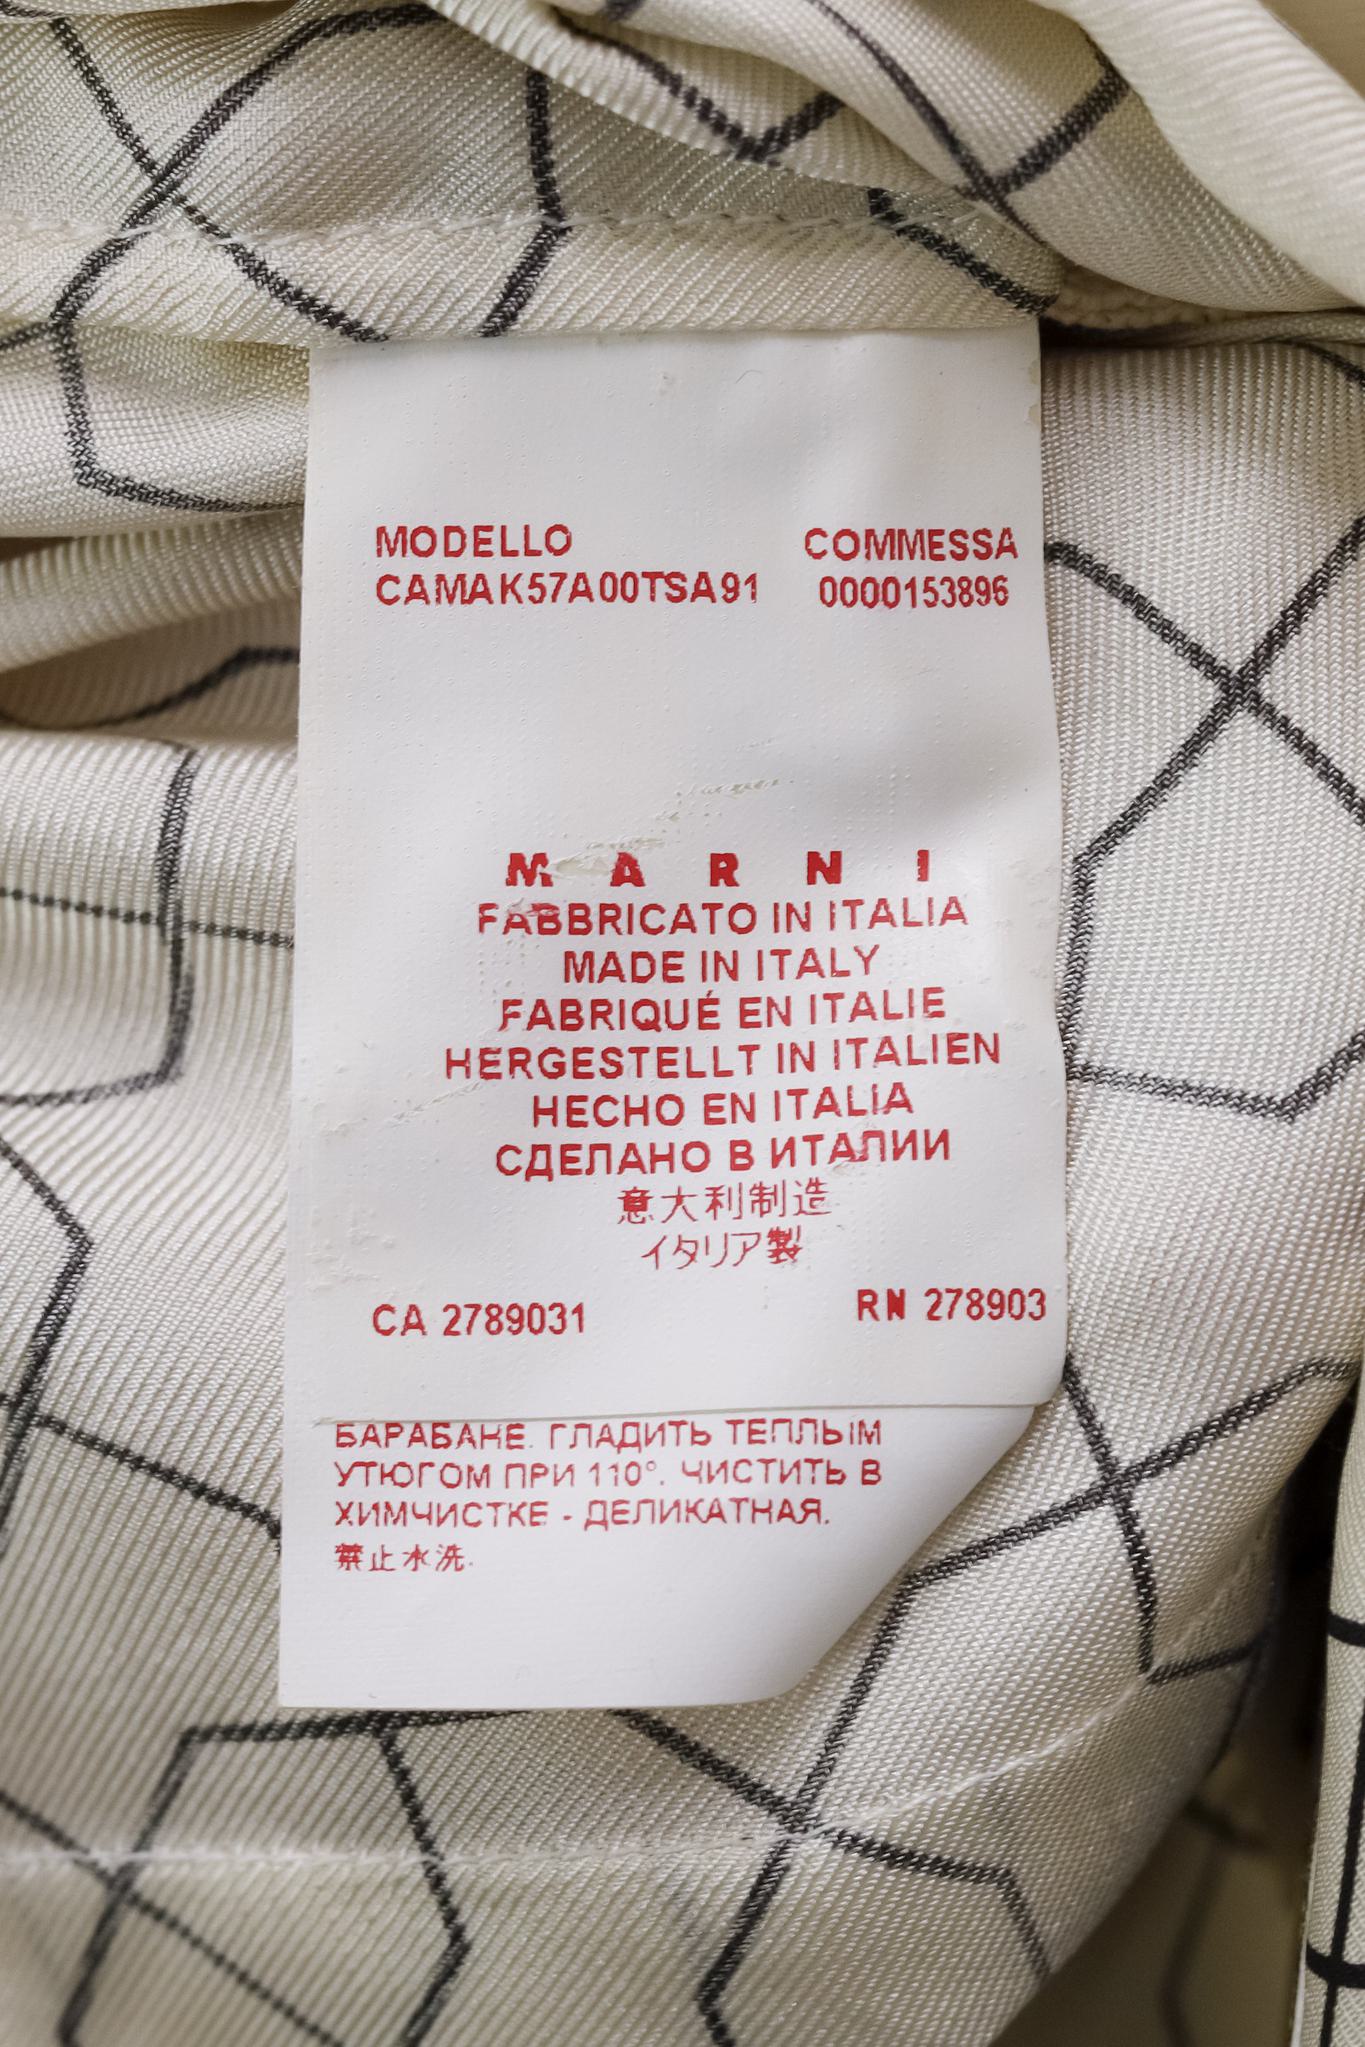 MODELLO COMMESSA
CAMAK57A00TSA91 0000153896
MARNI
FABBRICATO IN ITALIA
MADE IN ITALY
FABRIQUÉ EN ITALIE
HERGESTELLT IN ITALIEN
HECHO EN ITALIA
СДЕЛАНО В ИТАЛИИ
意大利制造
イタリア製
CA 2789031 RN 278903
БАРАБАНЕ. ГЛАДИТЬ ТЕПЛЫМ
УТЮГОМ ПРИ 110°. ЧИСТИТЬ В
ХИМЧИСТКЕ - ДЕЛИКАТНАЯ.
禁止水洗.